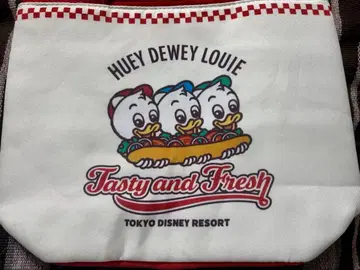 HUEY DEWEY LOUIE
Tasty and Fresh
TOKYO DISNEY RESORT